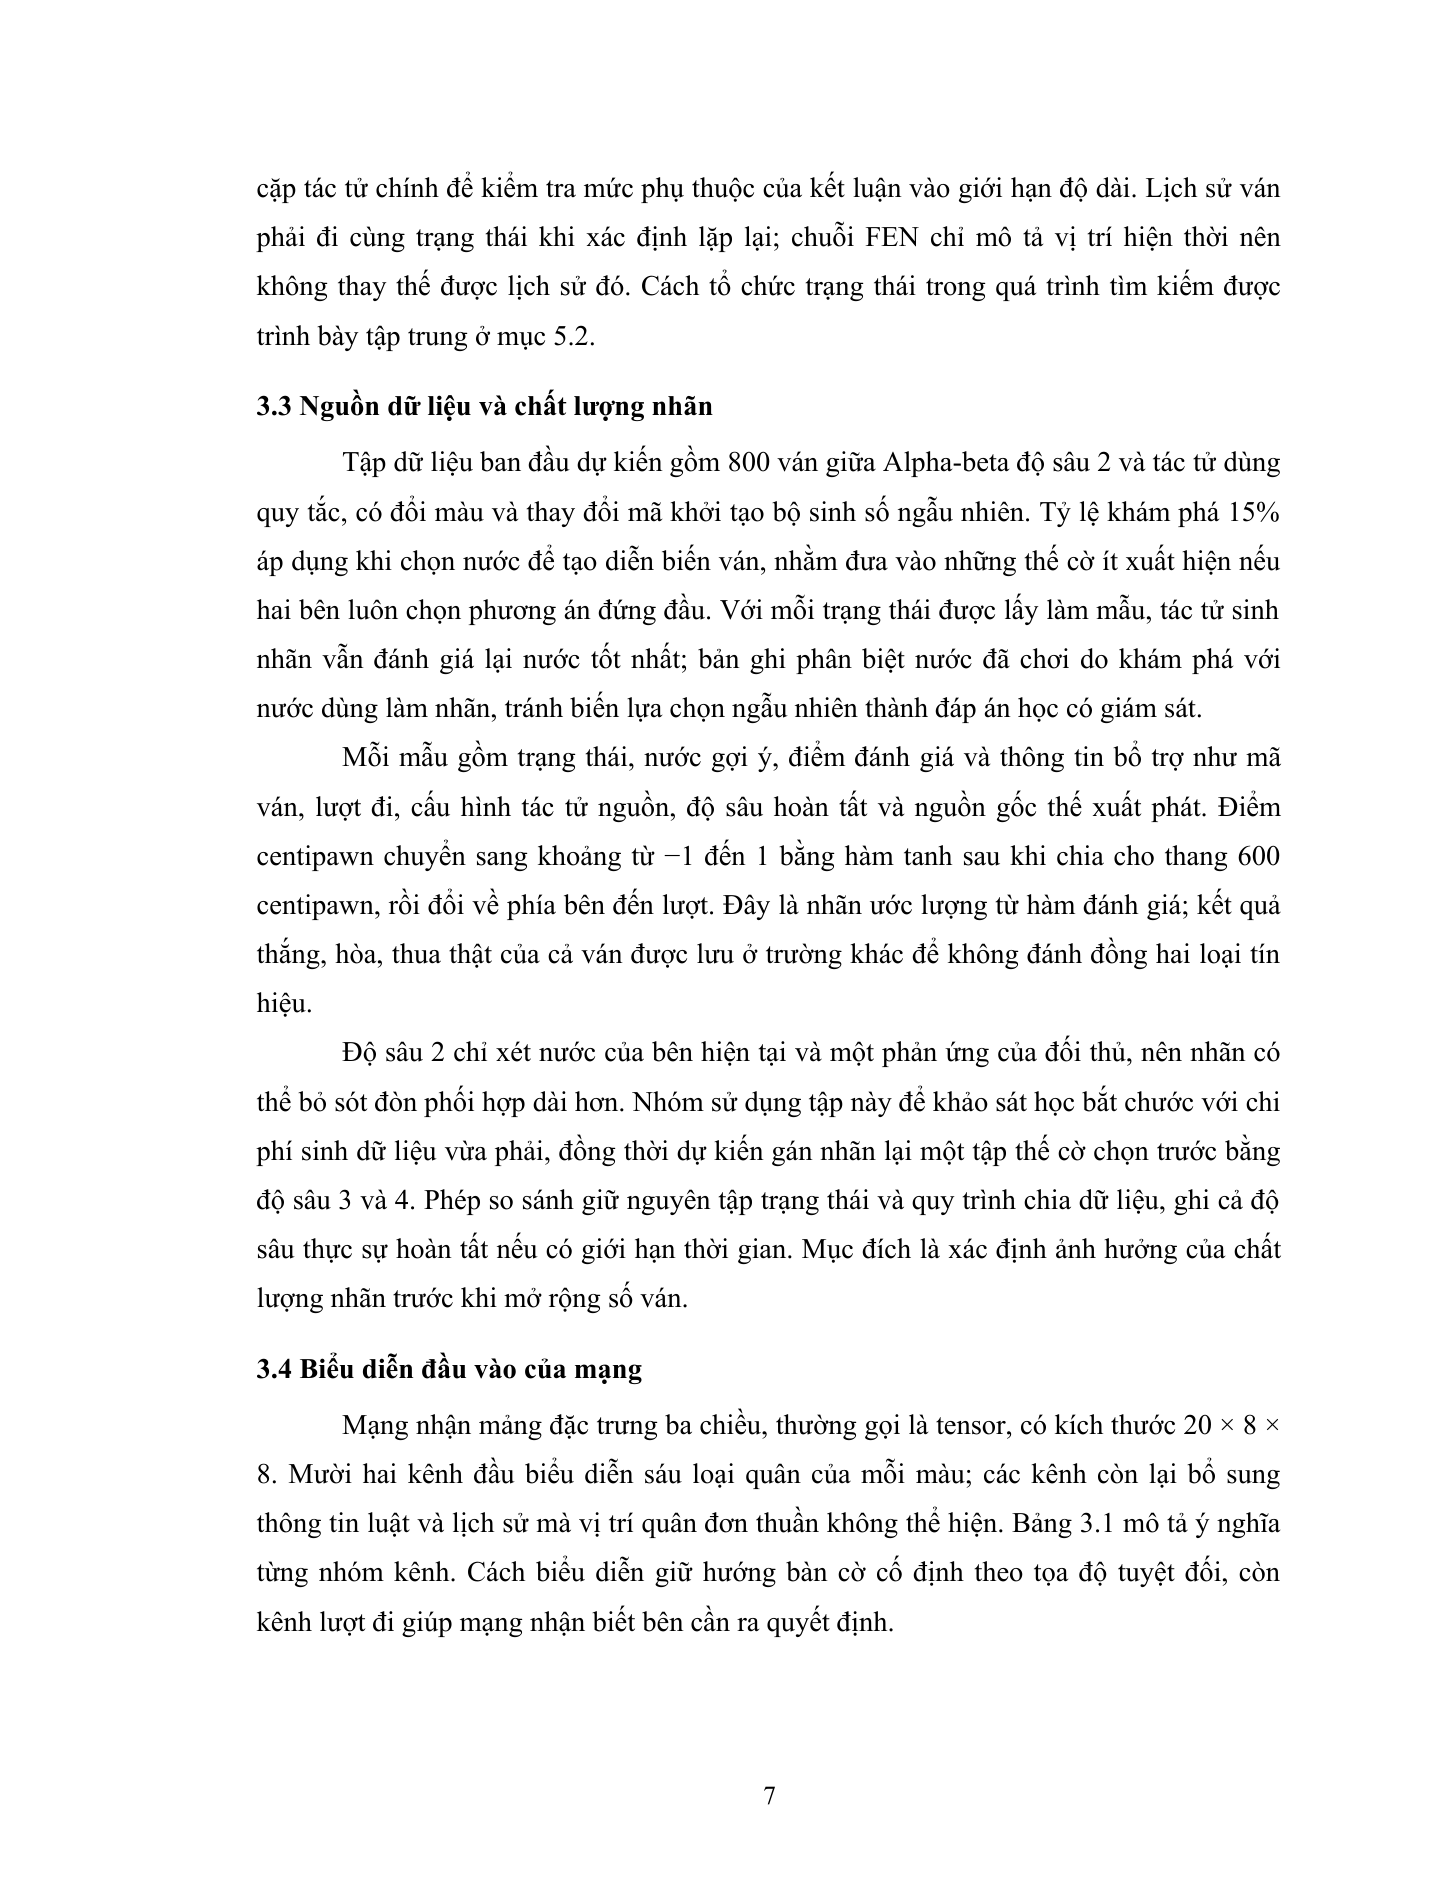 cặp tác tử chính để kiểm tra mức phụ thuộc của kết luận vào giới hạn độ dài. Lịch sử ván
phải đi cùng trạng thái khi xác định lặp lại; chuỗi FEN chỉ mô tả vị trí hiện thời nên
không thay thế được lịch sử đó. Cách tổ chức trạng thái trong quá trình tìm kiếm được
trình bày tập trung ở mục 5.2.
3.3 Nguồn dữ liệu và chất lượng nhãn
Tập dữ liệu ban đầu dự kiến gồm 800 ván giữa Alpha-beta độ sâu 2 và tác tử dùng
quy tắc, có đổi màu và thay đổi mã khởi tạo bộ sinh số ngẫu nhiên. Tỷ lệ khám phá 15%
áp dụng khi chọn nước để tạo diễn biến ván, nhằm đưa vào những thế cờ ít xuất hiện nếu
hai bên luôn chọn phương án đứng đầu. Với mỗi trạng thái được lấy làm mẫu, tác tử sinh
nhãn vẫn đánh giá lại nước tốt nhất; bản ghi phân biệt nước đã chơi do khám phá với
nước dùng làm nhãn, tránh biến lựa chọn ngẫu nhiên thành đáp án học có giám sát.
Mỗi mẫu gồm trạng thái, nước gợi ý, điểm đánh giá và thông tin bổ trợ như mã
ván, lượt đi, cấu hình tác tử nguồn, độ sâu hoàn tất và nguồn gốc thế xuất phát. Điểm
centipawn chuyển sang khoảng từ −1 đến 1 bằng hàm tanh sau khi chia cho thang 600
centipawn, rồi đổi về phía bên đến lượt. Đây là nhãn ước lượng từ hàm đánh giá; kết quả
thắng, hòa, thua thật của cả ván được lưu ở trường khác để không đánh đồng hai loại tín
hiệu.
Độ sâu 2 chỉ xét nước của bên hiện tại và một phản ứng của đối thủ, nên nhãn có
thể bỏ sót đòn phối hợp dài hơn. Nhóm sử dụng tập này để khảo sát học bắt chước với chi
phí sinh dữ liệu vừa phải, đồng thời dự kiến gán nhãn lại một tập thế cờ chọn trước bằng
độ sâu 3 và 4. Phép so sánh giữ nguyên tập trạng thái và quy trình chia dữ liệu, ghi cả độ
sâu thực sự hoàn tất nếu có giới hạn thời gian. Mục đích là xác định ảnh hưởng của chất
lượng nhãn trước khi mở rộng số ván.
3.4 Biểu diễn đầu vào của mạng
Mạng nhận mảng đặc trưng ba chiều, thường gọi là tensor, có kích thước 20 × 8 ×
8. Mười hai kênh đầu biểu diễn sáu loại quân của mỗi màu; các kênh còn lại bổ sung
thông tin luật và lịch sử mà vị trí quân đơn thuần không thể hiện. Bảng 3.1 mô tả ý nghĩa
từng nhóm kênh. Cách biểu diễn giữ hướng bàn cờ cố định theo tọa độ tuyệt đối, còn
kênh lượt đi giúp mạng nhận biết bên cần ra quyết định.
7